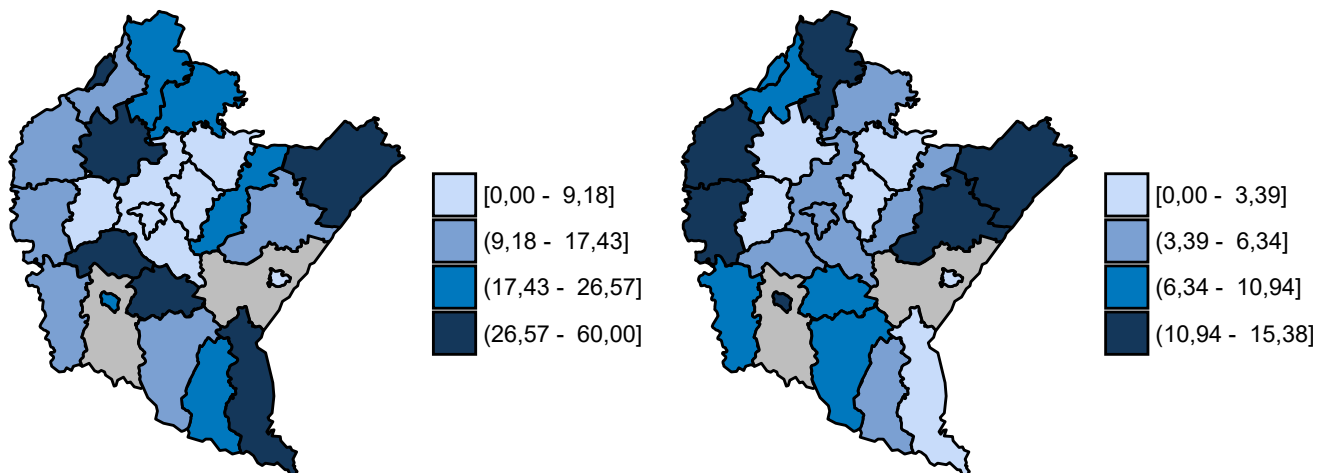 [0,00 - 9,18]
(9,18 - 17,43]
(17,43 - 26,57]
(26,57 - 60,00]
[0,00 - 3,39]
(3,39 - 6,34]
(6,34 - 10,94]
(10,94 - 15,38]